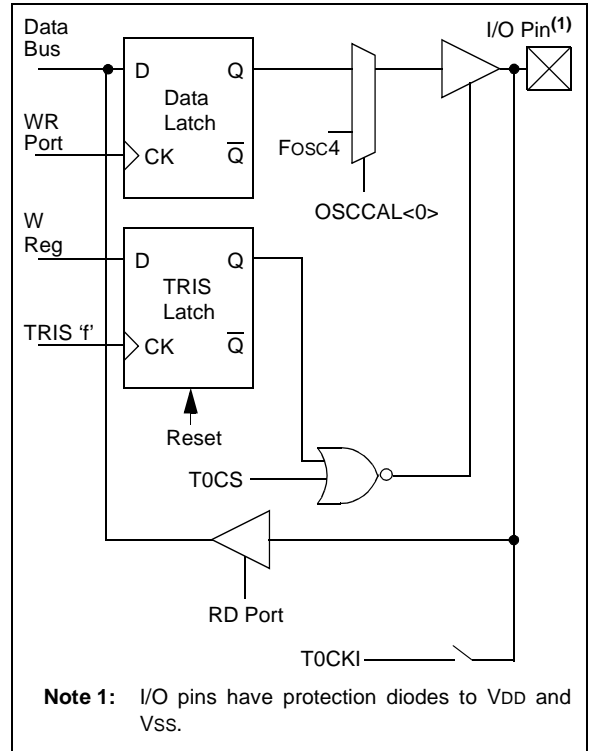 Data
Bus
I/O Pin(1)
D
Q
Data
Latch
WR
Port
CK
Q
FOSC4
OSCCAL<0>
W
Reg
D
Q
TRIS
Latch
TRIS ‘f’
CK
Q
Reset
T0CS
RD Port
T0CKI
Note 1: I/O pins have protection diodes to VDD and
VSS.